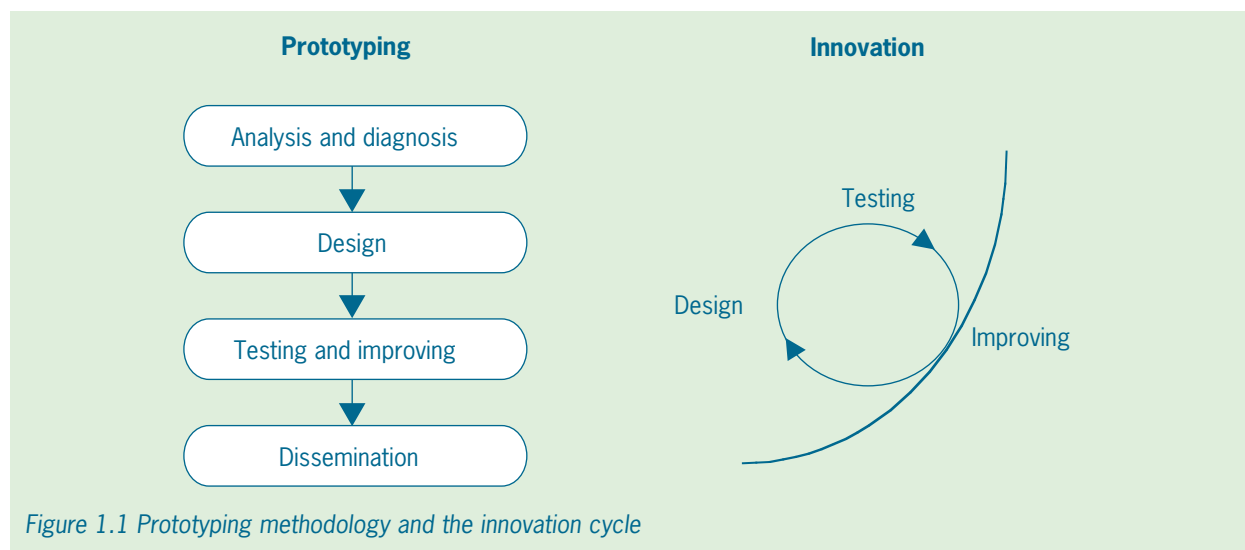 Prototyping
Analysis and diagnosis
Design
Testing and improving
Dissemination
Innovation
Testing
Design
Improving
Figure 1.1 Prototyping methodology and the innovation cycle